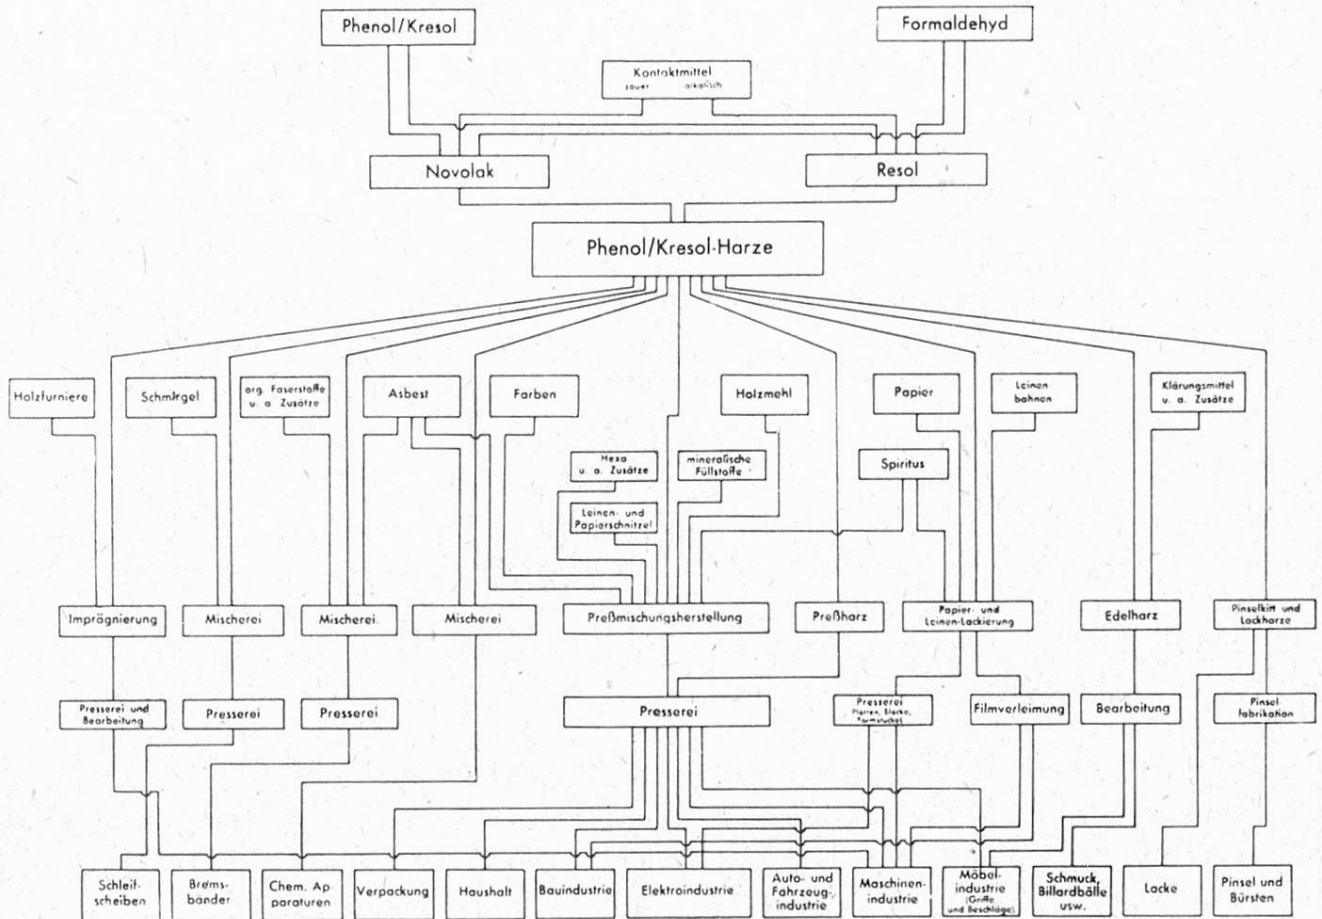 Phenol/Kresol
Formaldehyd
Kontaktmittel
sauer alkalisch
Novolak
Resol
Phenol/Kresol-Harze
Holzfurniere
Schmirgel
org. Faserstoffe
u. a. Zusätze
Asbest
Farben
Holzmehl
Papier
Leinen
bahnen
Klärungsmittel
u. a. Zusätze
Hexa
u. a. Zusätze
mineralische
Füllstoffe
Spiritus
Leinen- und
Papierschnitzel
Imprägnierung
Mischerei
Mischerei
Mischerei
Preßmischungsherstellung
Preßharz
Papier- und
Leinen-Lackierung
Edelharz
Pinselkitt und
Lackharze
Presserei und
Bearbeitung
Presserei
Presserei
Presserei
Presserei
Filmverleimung
Bearbeitung
Pinsel-
fabrikation
Schleif-
scheiben
Brems-
bänder
Chem. Ap-
paraturen
Verpackung
Haushalt
Bauindustrie
Elektroindustrie
Auto- und
Fahrzeug-
industrie
Maschinen-
industrie
Möbel-
industrie
(Griffe
und Beschläge)
Schmuck,
Billardbälle
usw.
Lacke
Pinsel und
Bürsten